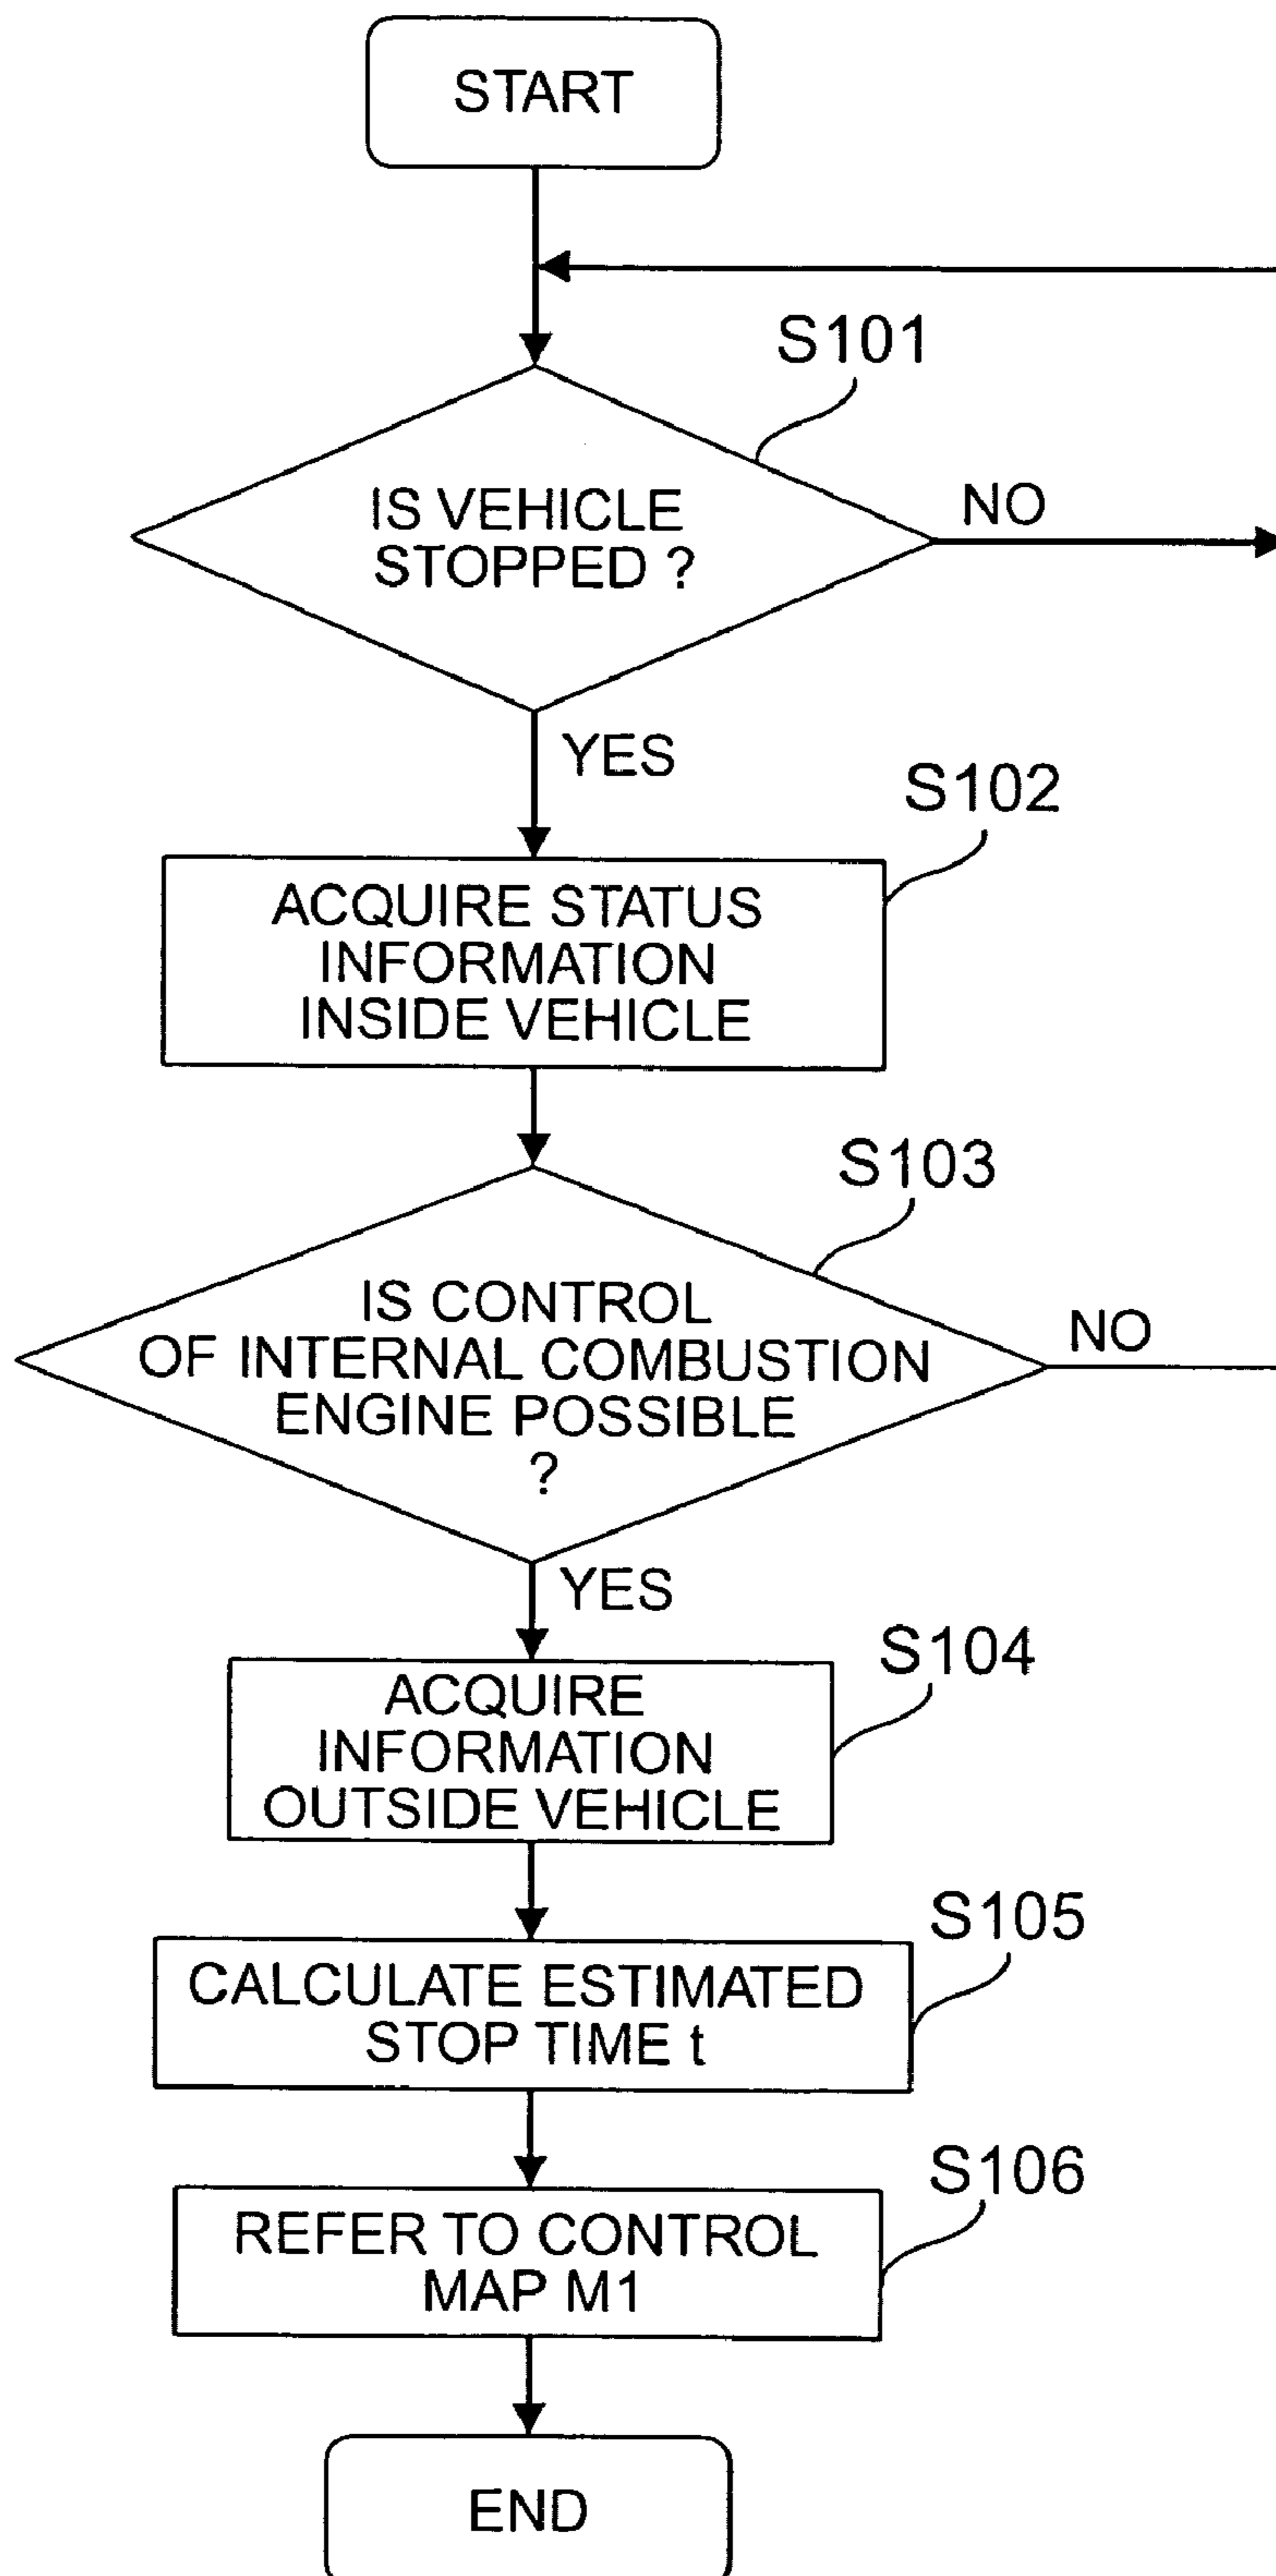 START
S101
IS VEHICLE
STOPPED ?
NO
YES
S102
ACQUIRE STATUS
INFORMATION
INSIDE VEHICLE
S103
IS CONTROL
OF INTERNAL COMBUSTION
ENGINE POSSIBLE
?
NO
YES
S104
ACQUIRE
INFORMATION
OUTSIDE VEHICLE
S105
CALCULATE ESTIMATED
STOP TIME t
S106
REFER TO CONTROL
MAP M1
END